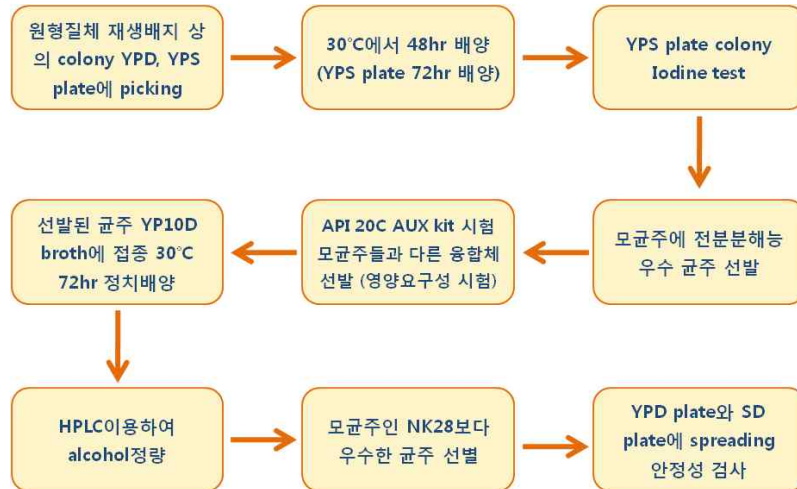 원형질체 재생배지 상
의 colony YPD, YPS
plate에 picking
30℃에서 48hr 배양
(YPS plate 72hr 배양)
YPS plate colony
Iodine test
모균주에 전분분해능
우수 균주 선발
API 20C AUX kit 시험
모균주들과 다른 융합체
선발 (영양요구성 시험)
선발된 균주 YP10D
broth에 접종 30℃
72hr 정치배양
HPLC이용하여
alcohol정량
모균주인 NK28보다
우수한 균주 선별
YPD plate와 SD
plate에 spreading
안정성 검사